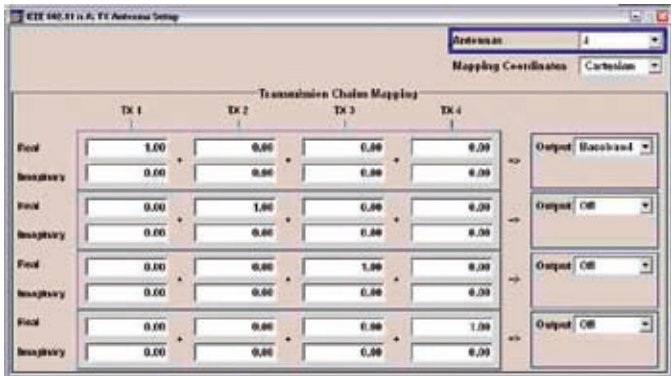 IEEE 802.11 n A: TX Antenna Setup
Antennas 4
Mapping Coordinates Cartesian
Transmission Chains Mapping
TX 1 TX 2 TX 3 TX 4
Real 1.00 + 0.00 + 0.00 + 0.00 => Output Baseband
Imaginary 0.00 0.00 0.00 0.00
Real 0.00 + 1.00 + 0.00 + 0.00 => Output Off
Imaginary 0.00 0.00 0.00 0.00
Real 0.00 + 0.00 + 1.00 + 0.00 => Output Off
Imaginary 0.00 0.00 0.00 0.00
Real 0.00 + 0.00 + 0.00 + 1.00 => Output Off
Imaginary 0.00 0.00 0.00 0.00